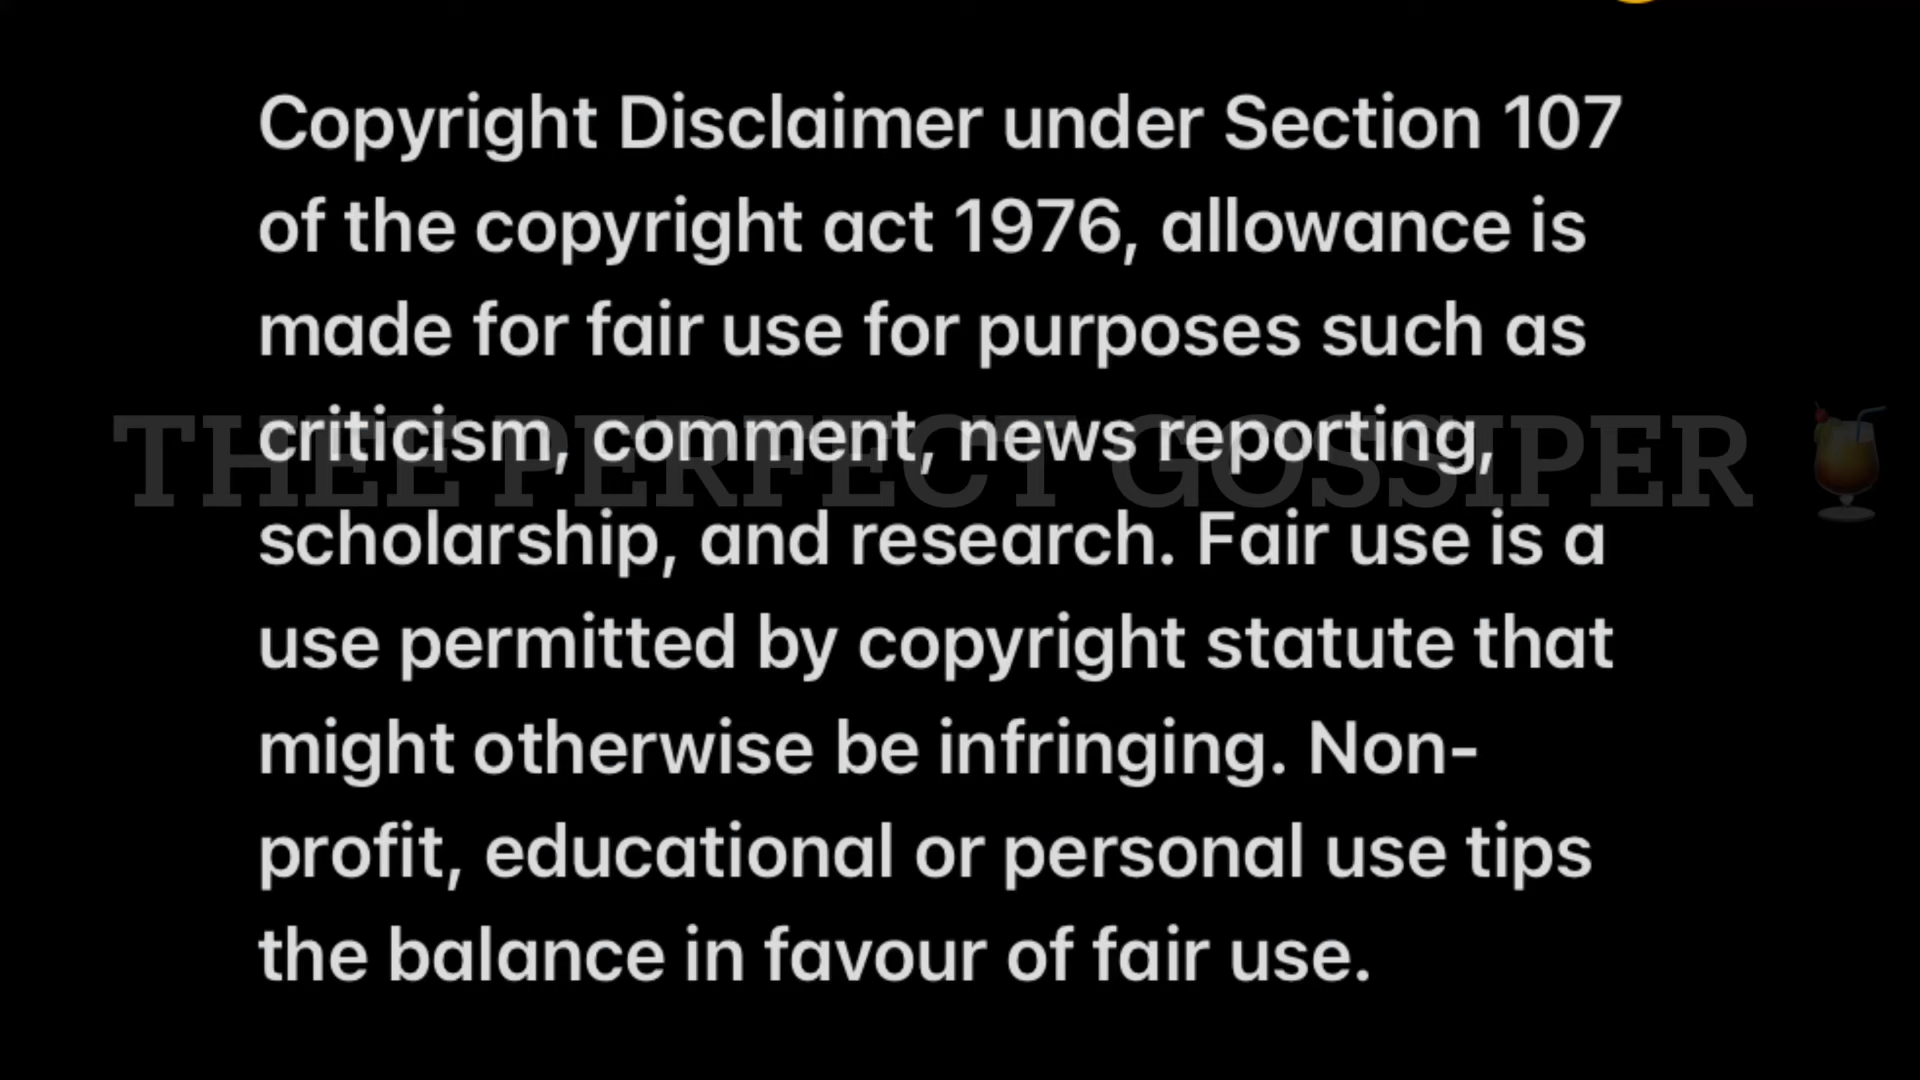 Copyright Disclaimer under Section 107
of the copyright act 1976, allowance is
made for fair use for purposes such as
criticism, comment, news reporting,
THEE PERFECT GOSSIPER
scholarship, and research. Fair use is a
use permitted by copyright statute that
might otherwise be infringing. Non-
profit, educational or personal use tips
the balance in favour of fair use.